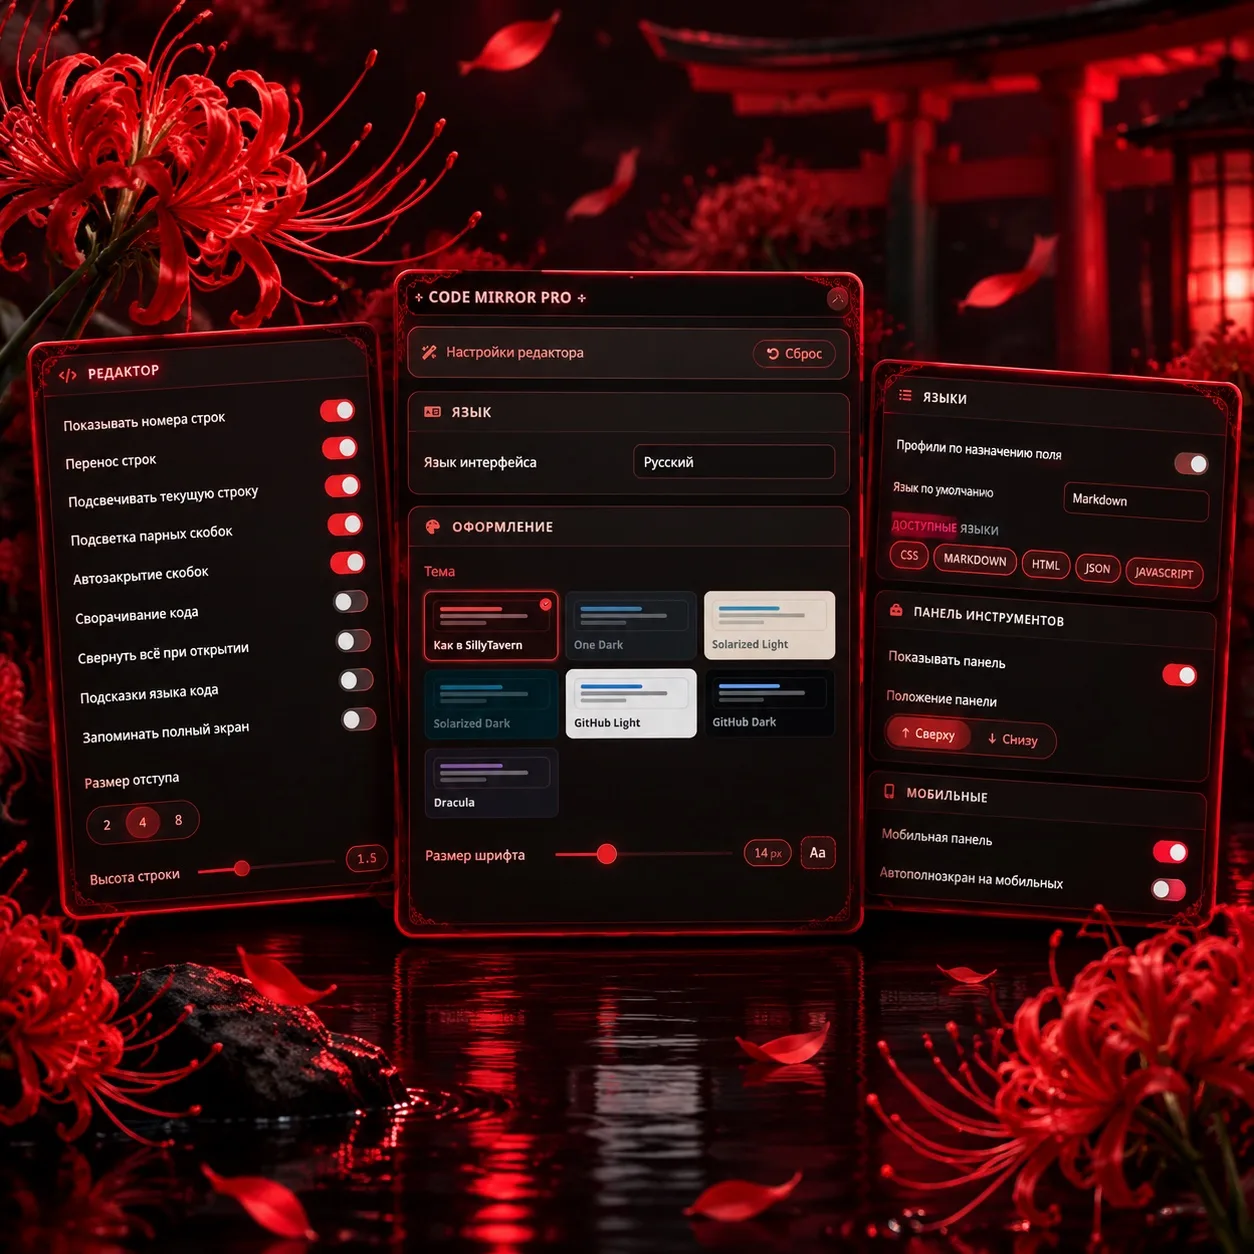 РЕДАКТОР
Показывать номера строк
Перенос строк
Подсвечивать текущую строку
Подсветка парных скобок
Автозакрытие скобок
Сворачивание кода
Свернуть всё при открытии
Подсказки языка кода
Запоминать полный экран
Размер отступа
2 4 8
Высота строки 1.5
CODE MIRROR PRO
Настройки редактора Сброс
ЯЗЫК
Язык интерфейса Русский
ОФОРМЛЕНИЕ
Тема
Как в SillyTavern One Dark Solarized Light
Solarized Dark GitHub Light GitHub Dark
Dracula
Размер шрифта 14 px Aa
ЯЗЫКИ
Профили по назначению поля
Язык по умолчанию Markdown
ДОСТУПНЫЕ ЯЗЫКИ
CSS MARKDOWN HTML JSON JAVASCRIPT
ПАНЕЛЬ ИНСТРУМЕНТОВ
Показывать панель
Положение панели
↑ Сверху ↓ Снизу
МОБИЛЬНЫЕ
Мобильная панель
Автополноэкран на мобильных